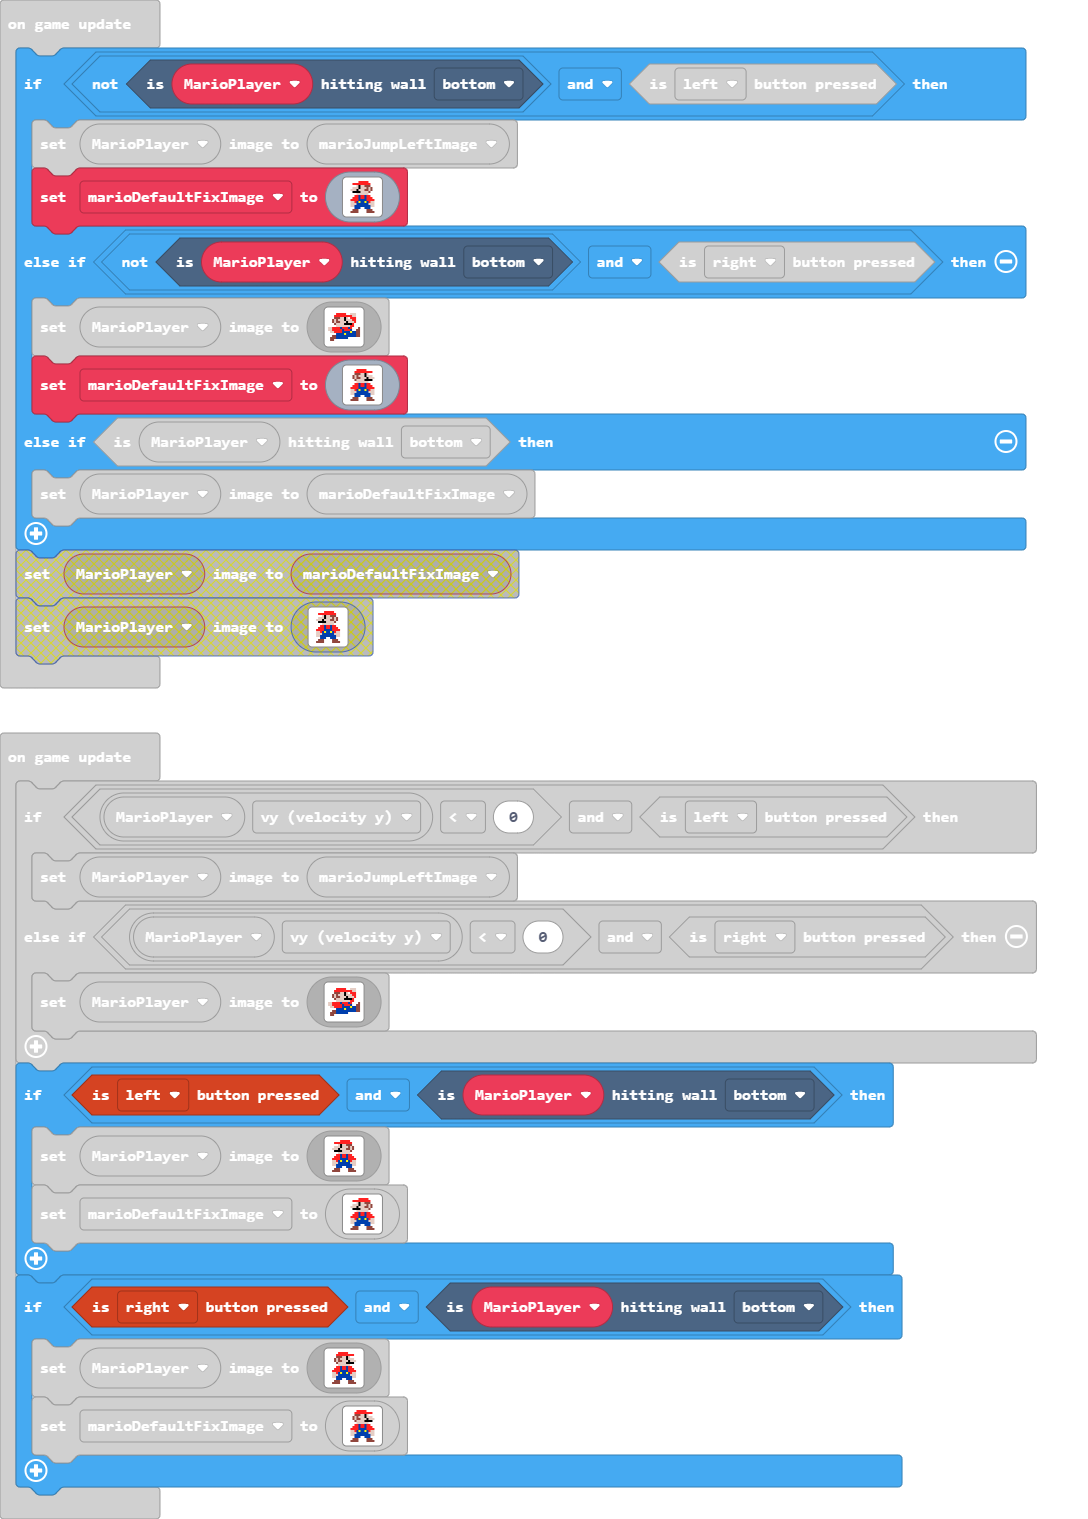 on game update
if not is MarioPlayer hitting wall bottom and is left button pressed then
set MarioPlayer image to marioJumpLeftImage
set marioDefaultFixImage to
else if not is MarioPlayer hitting wall bottom and is right button pressed then
set MarioPlayer image to
set marioDefaultFixImage to
else if is MarioPlayer hitting wall bottom then
set MarioPlayer image to marioDefaultFixImage
set MarioPlayer image to marioDefaultFixImage
set MarioPlayer image to
on game update
if MarioPlayer vy (velocity y) < 0 and is left button pressed then
set MarioPlayer image to marioJumpLeftImage
else if MarioPlayer vy (velocity y) < 0 and is right button pressed then
set MarioPlayer image to
if is left button pressed and is MarioPlayer hitting wall bottom then
set MarioPlayer image to
set marioDefaultFixImage to
if is right button pressed and is MarioPlayer hitting wall bottom then
set MarioPlayer image to
set marioDefaultFixImage to